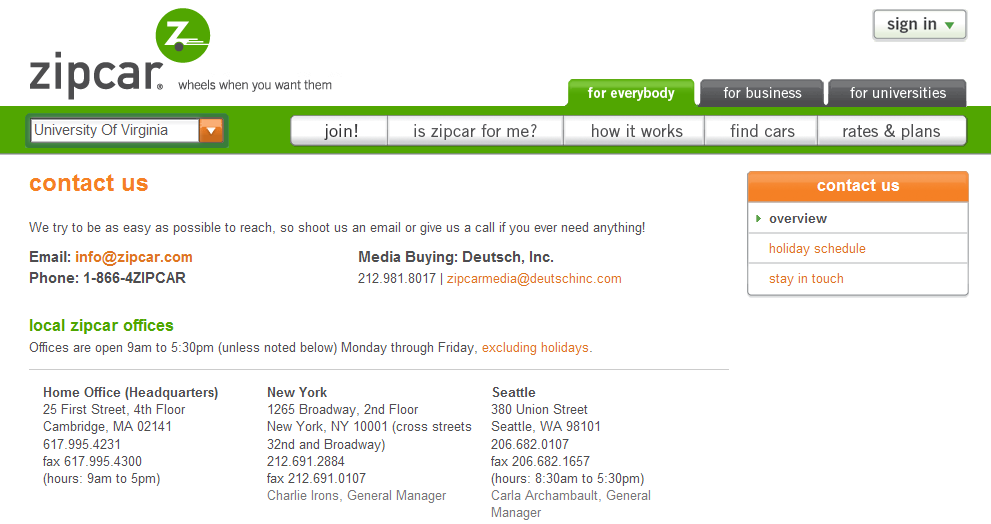 zipcar® wheels when you want them
sign in
for everybody for business for universities
University Of Virginia
join! is zipcar for me? how it works find cars rates & plans
contact us
We try to be as easy as possible to reach, so shoot us an email or give us a call if you ever need anything!
Email: info@zipcar.com
Phone: 1-866-4ZIPCAR
Media Buying: Deutsch, Inc.
212.981.8017 | zipcarmedia@deutschinc.com
contact us
overview
holiday schedule
stay in touch
local zipcar offices
Offices are open 9am to 5:30pm (unless noted below) Monday through Friday, excluding holidays.
Home Office (Headquarters)
25 First Street, 4th Floor
Cambridge, MA 02141
617.995.4231
fax 617.995.4300
(hours: 9am to 5pm)
New York
1265 Broadway, 2nd Floor
New York, NY 10001 (cross streets
32nd and Broadway)
212.691.2884
fax 212.691.0107
Charlie Irons, General Manager
Seattle
380 Union Street
Seattle, WA 98101
206.682.0107
fax 206.682.1657
(hours: 8:30am to 5:30pm)
Carla Archambault, General
Manager